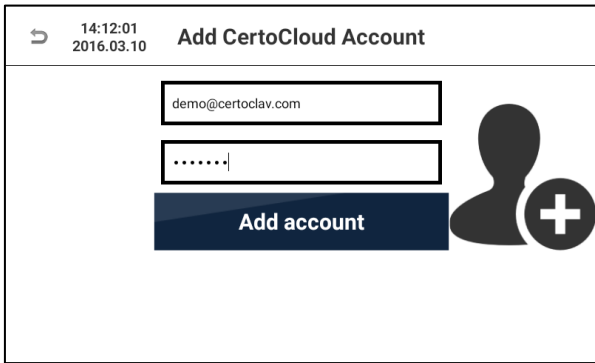 14:12:01
2016.03.10
Add CertoCloud Account
demo@certoclav.com
•••••••
Add account